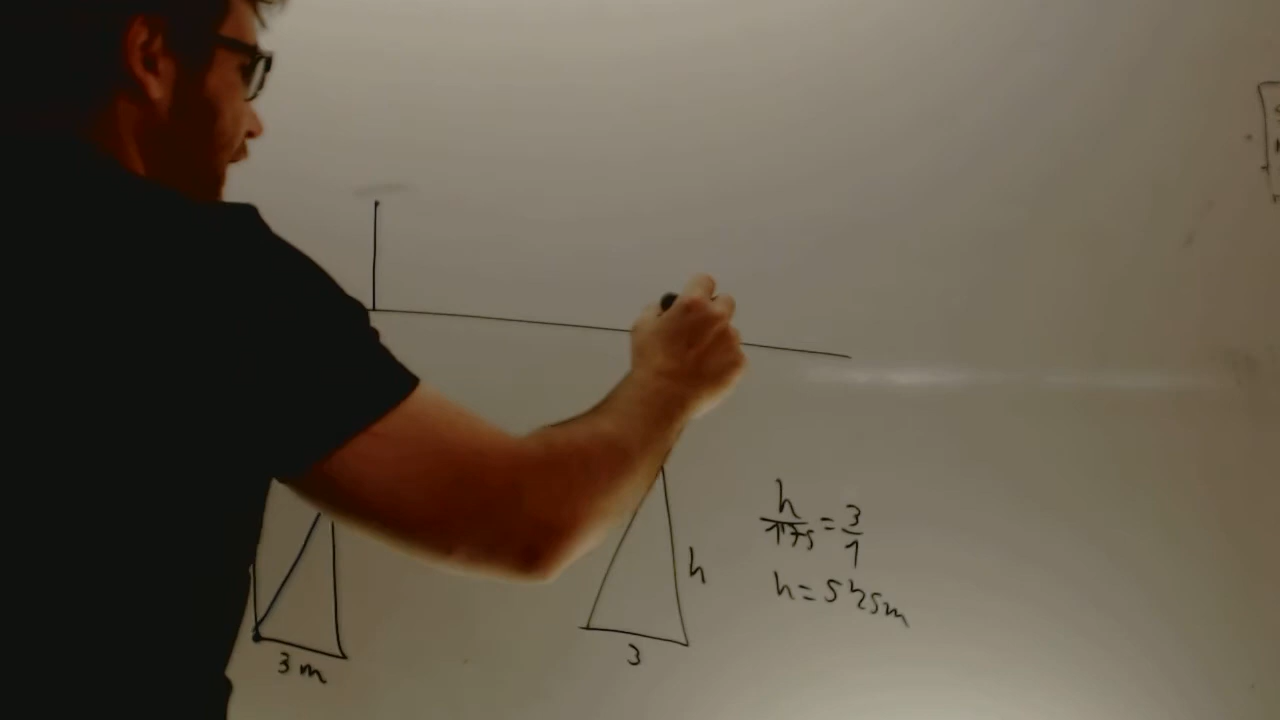 h/1'75 = 3/1
h
h = 5'25m
3
3 m